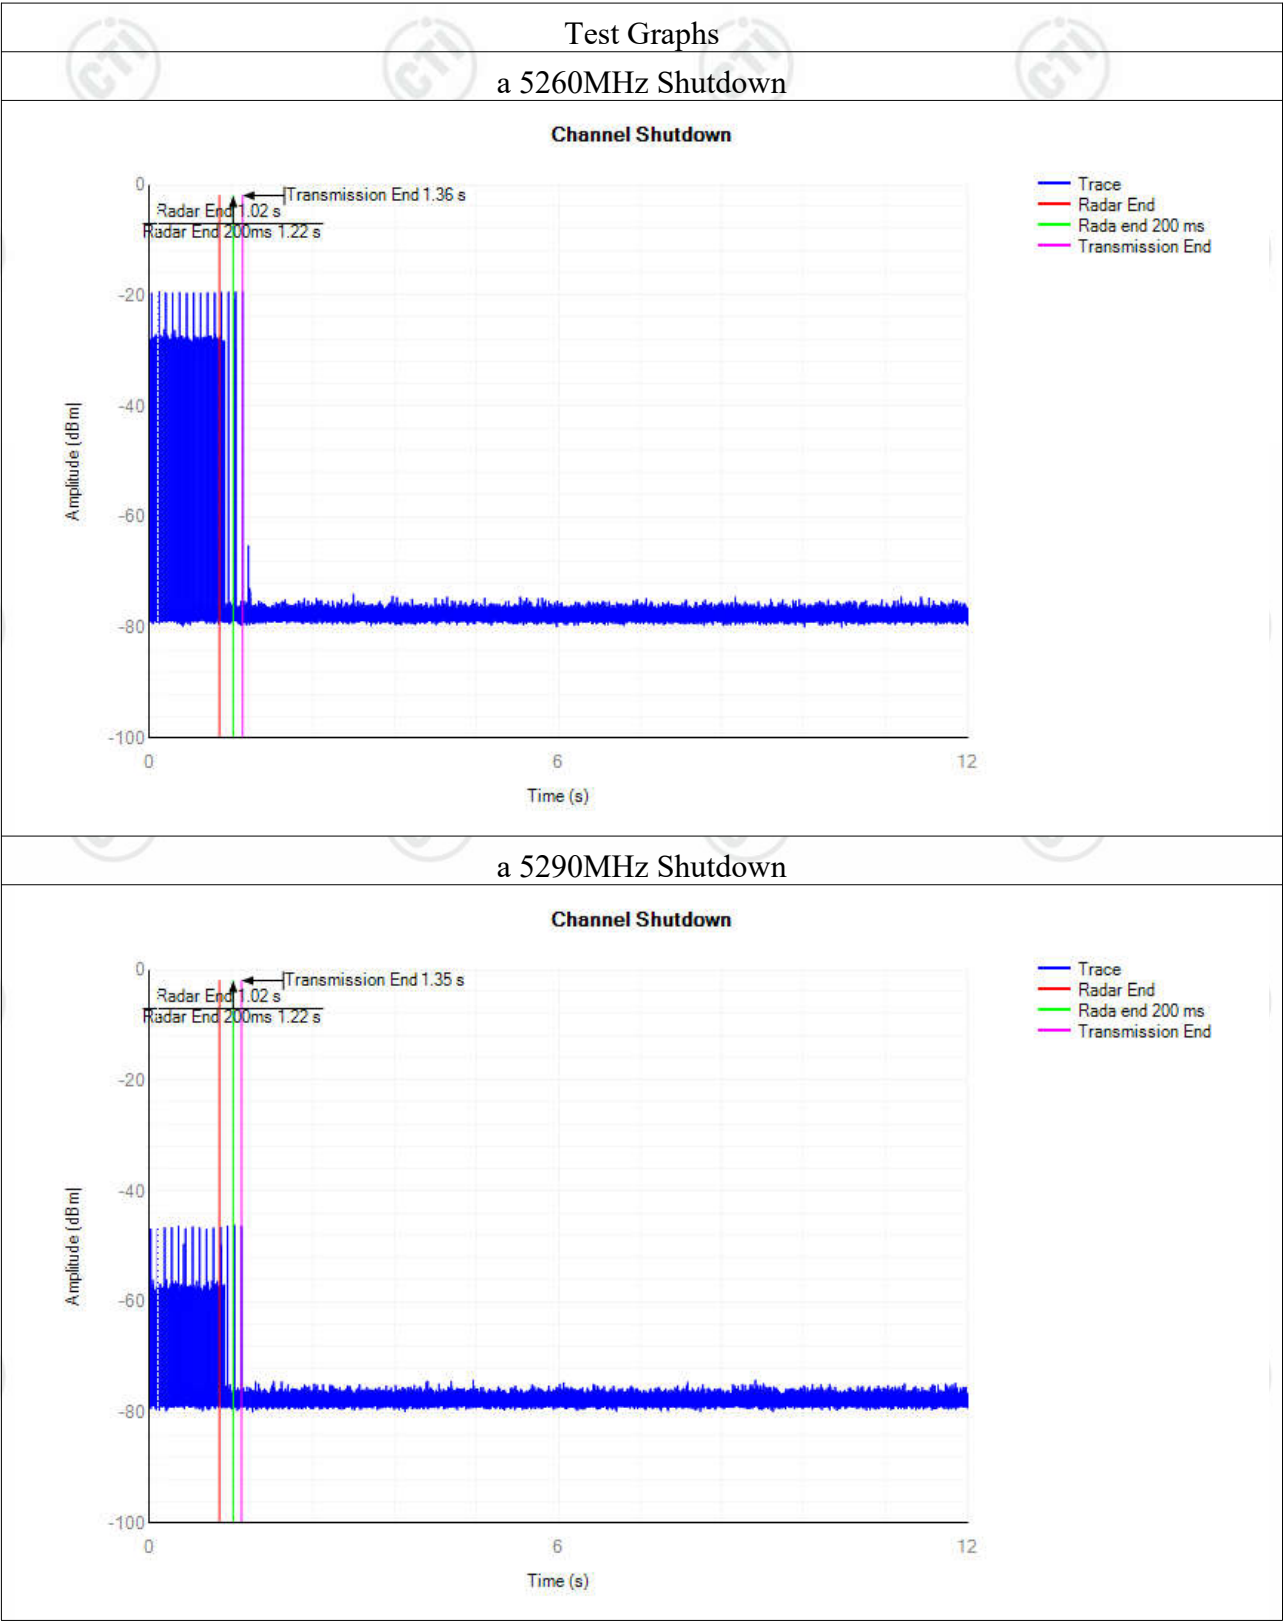 Test Graphs
a 5260MHz Shutdown
Channel Shutdown
Transmission End 1.36 s
Radar End 1.02 s
Radar End 200ms 1.22 s
Trace
Radar End
Rada end 200 ms
Transmission End
0
-20
-40
-60
-80
-100
Amplitude [dBm]
0
6
12
Time (s)
a 5290MHz Shutdown
Channel Shutdown
Transmission End 1.35 s
Radar End 1.02 s
Radar End 200ms 1.22 s
Trace
Radar End
Rada end 200 ms
Transmission End
0
-20
-40
-60
-80
-100
Amplitude [dBm]
0
6
12
Time (s)
CTI
CTI
CTI
CTI